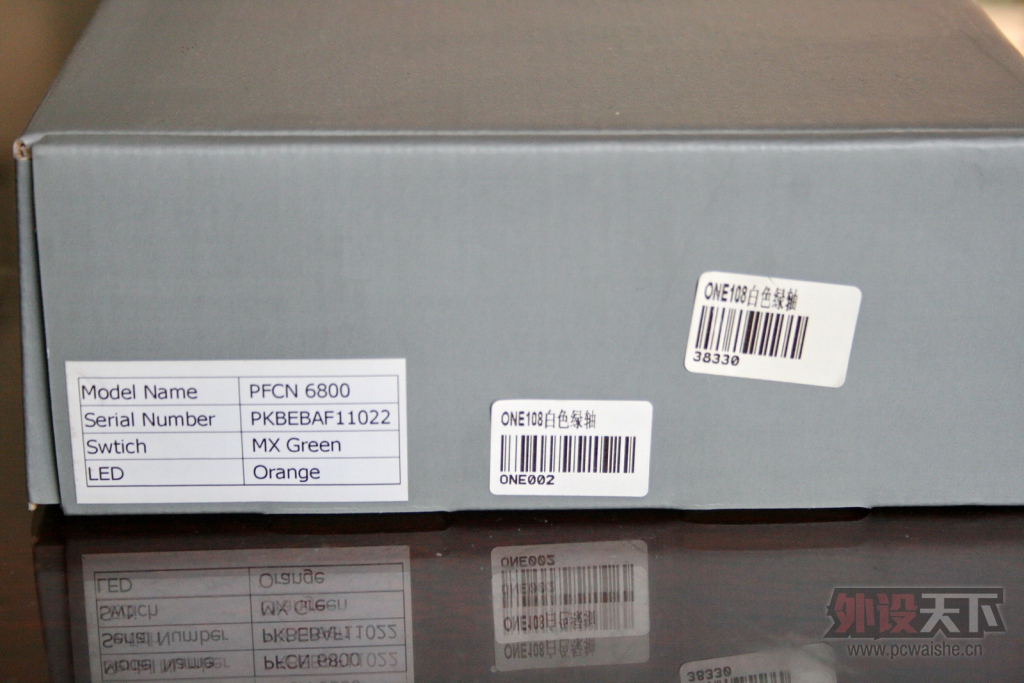 Model Name PFCN 6800
Serial Number PKBEBAF11022
Swtich MX Green
LED Orange
ONE108白色绿轴
ONE002
ONE108白色绿轴
38330
外设天下
www.pcwaishe.cn